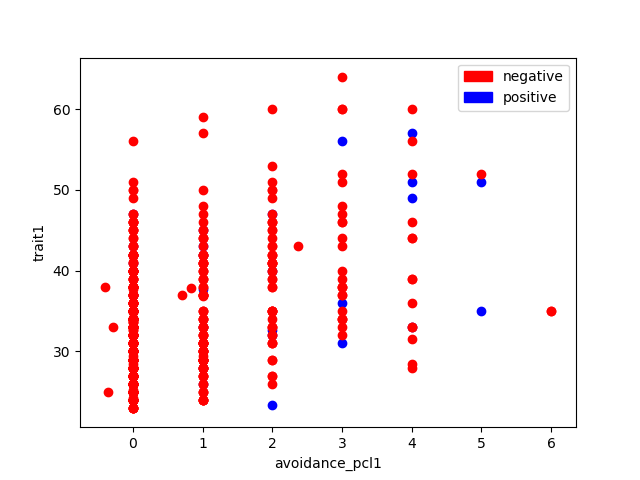 negative
positive
60
50
40
30
trait1
0 1 2 3 4 5 6
avoidance_pcl1